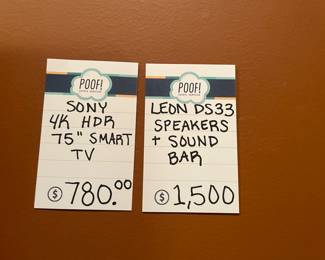 POOF!
SONY
4K HDR
75" SMART
TV
$ 780.00
POOF!
LEON DS33
SPEAKERS
+ SOUND
BAR
$ 1,500